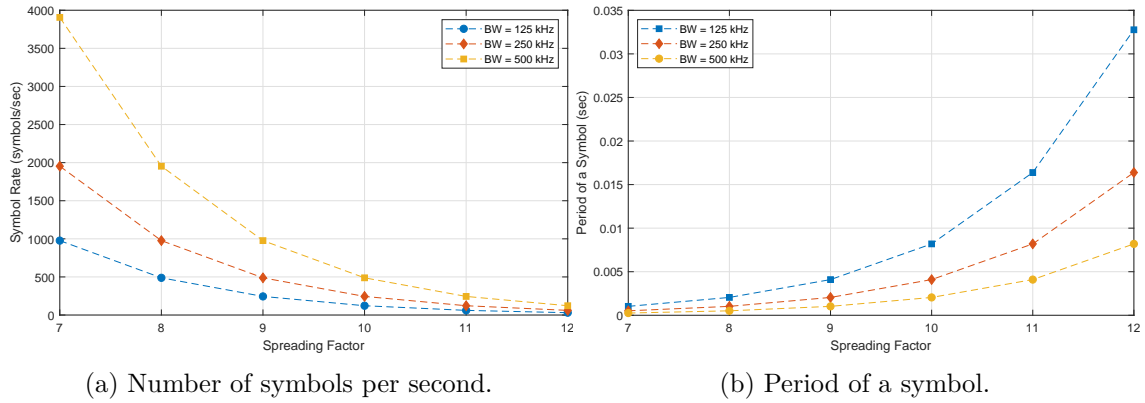 4000
3500
3000
2500
2000
1500
1000
500
0
Symbol Rate (symbols/sec)
BW = 125 kHz
BW = 250 kHz
BW = 500 kHz
7 8 9 10 11 12
Spreading Factor
(a) Number of symbols per second.
0.035
0.03
0.025
0.02
0.015
0.01
0.005
0
Period of a Symbol (sec)
BW = 125 kHz
BW = 250 kHz
BW = 500 kHz
7 8 9 10 11 12
Spreading Factor
(b) Period of a symbol.